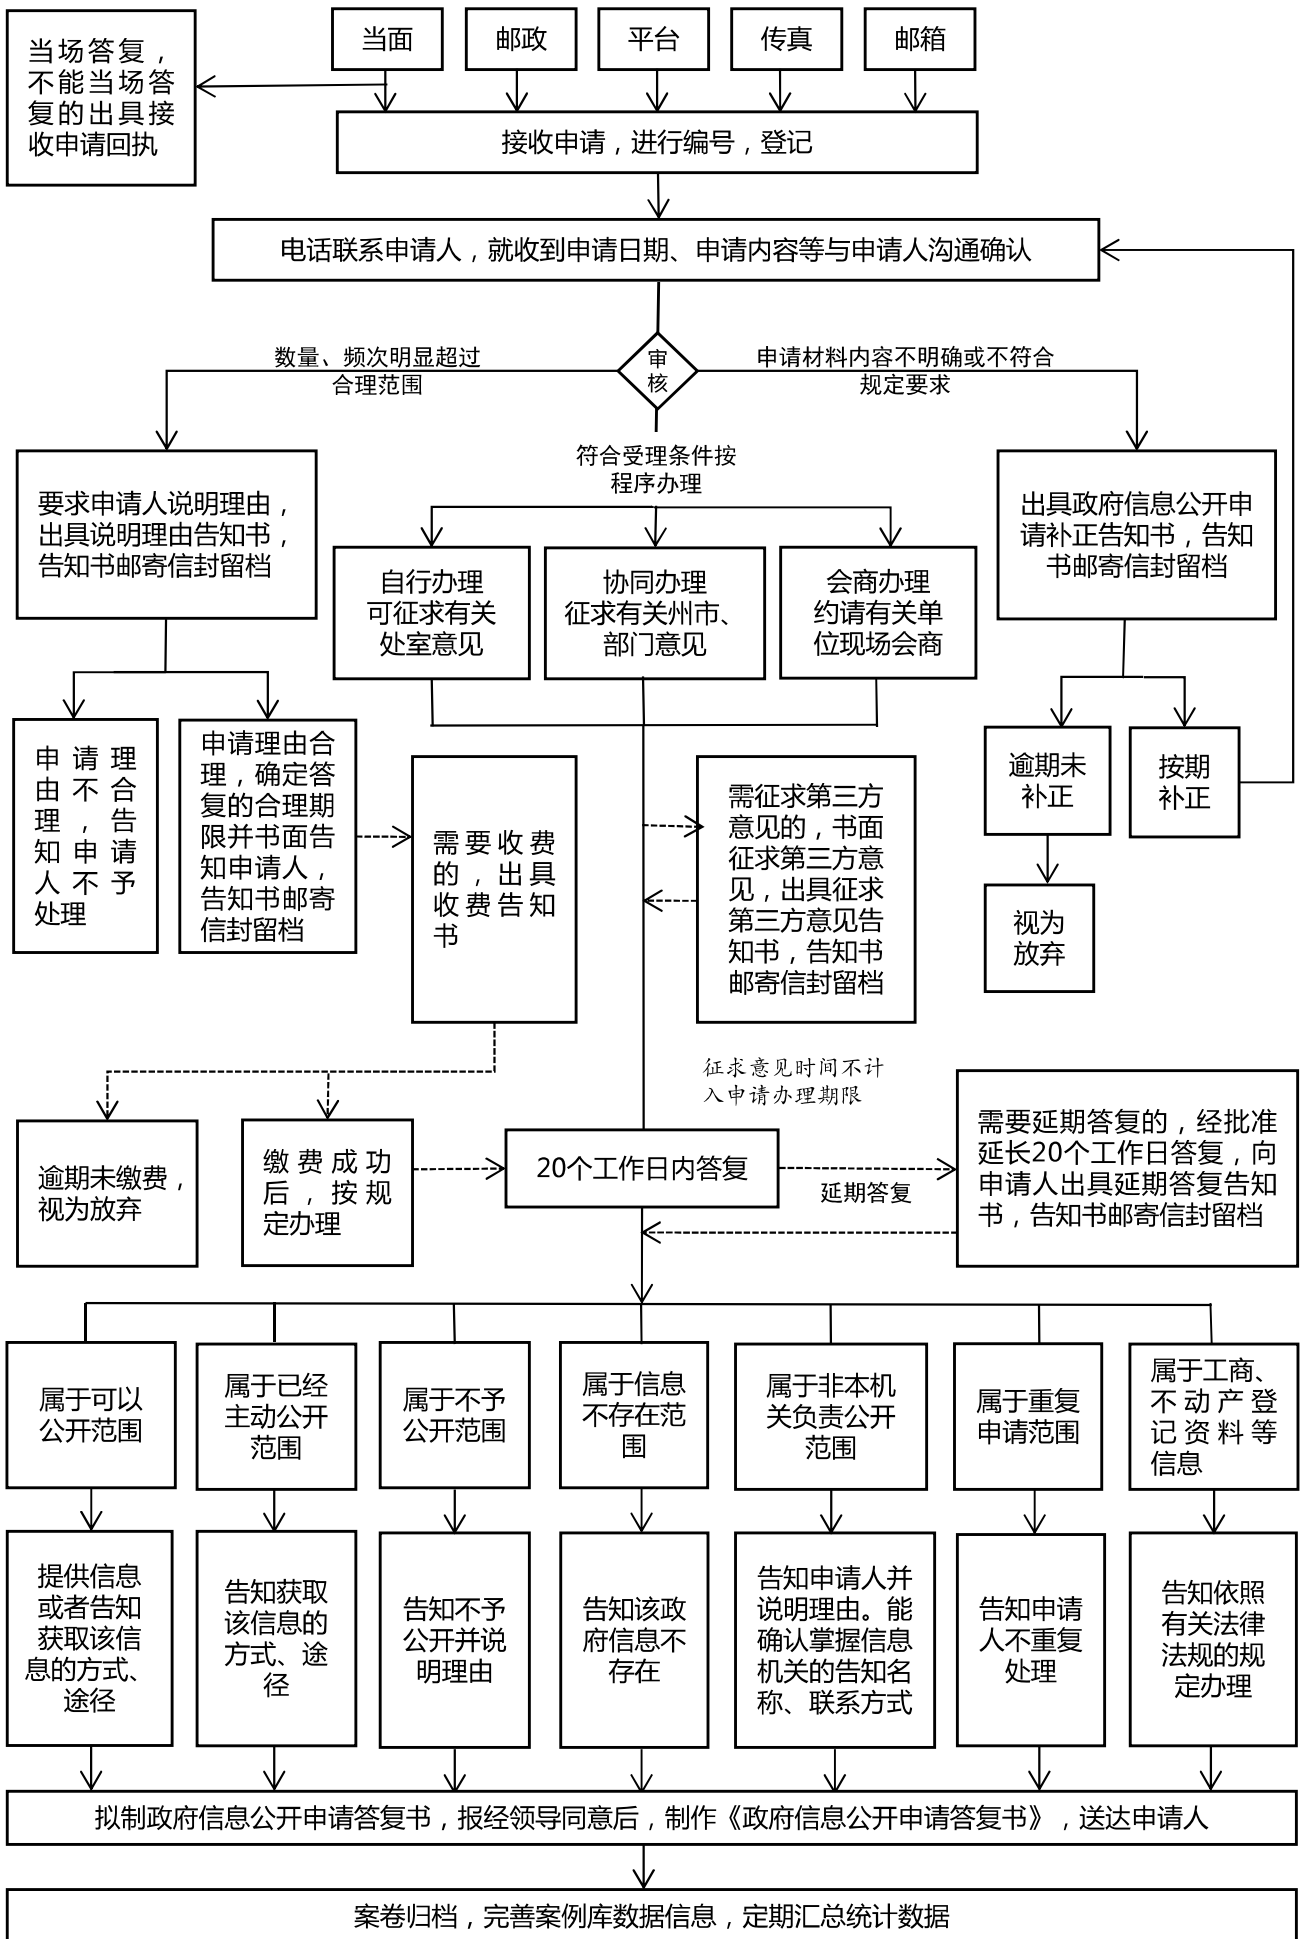 当场答复，
不能当场答
复的出具接
收申请回执
当面
邮政
平台
传真
邮箱
接收申请，进行编号，登记
电话联系申请人，就收到申请日期、申请内容等与申请人沟通确认
审
核
数量、频次明显超过
合理范围
申请材料内容不明确或不符合
规定要求
符合受理条件按
程序办理
要求申请人说明理由，
出具说明理由告知书，
告知书邮寄信封留档
自行办理
可征求有关
处室意见
协同办理
征求有关州市、
部门意见
会商办理
约请有关单
位现场会商
出具政府信息公开申
请补正告知书，告知
书邮寄信封留档
申请理
由不合
理，告
知申请
人不予
处理
申请理由合
理，确定答
复的合理期
限并书面告
知申请人，
告知书邮寄
信封留档
需要收费
的，出具
收费告知
书
需征求第三方
意见的，书面
征求第三方意
见，出具征求
第三方意见告
知书，告知书
邮寄信封留档
逾期未
补正
按期
补正
视为
放弃
征求意见时间不计
入申请办理期限
逾期未缴费，
视为放弃
缴费成功
后，按规
定办理
20个工作日内答复
延期答复
需要延期答复的，经批准
延长20个工作日答复，向
申请人出具延期答复告知
书，告知书邮寄信封留档
属于可以
公开范围
属于已经
主动公开
范围
属于不予
公开范围
属于信息
不存在范
围
属于非本机
关负责公开
范围
属于重复
申请范围
属于工商、
不动产登
记资料等
信息
提供信息
或者告知
获取该信
息的方式、
途径
告知获取
该信息的
方式、途
径
告知不予
公开并说
明理由
告知该政
府信息不
存在
告知申请人并
说明理由。能
确认掌握信息
机关的告知名
称、联系方式
告知申请
人不重复
处理
告知依照
有关法律
法规的规
定办理
拟制政府信息公开申请答复书，报经领导同意后，制作《政府信息公开申请答复书》，送达申请人
案卷归档，完善案例库数据信息，定期汇总统计数据